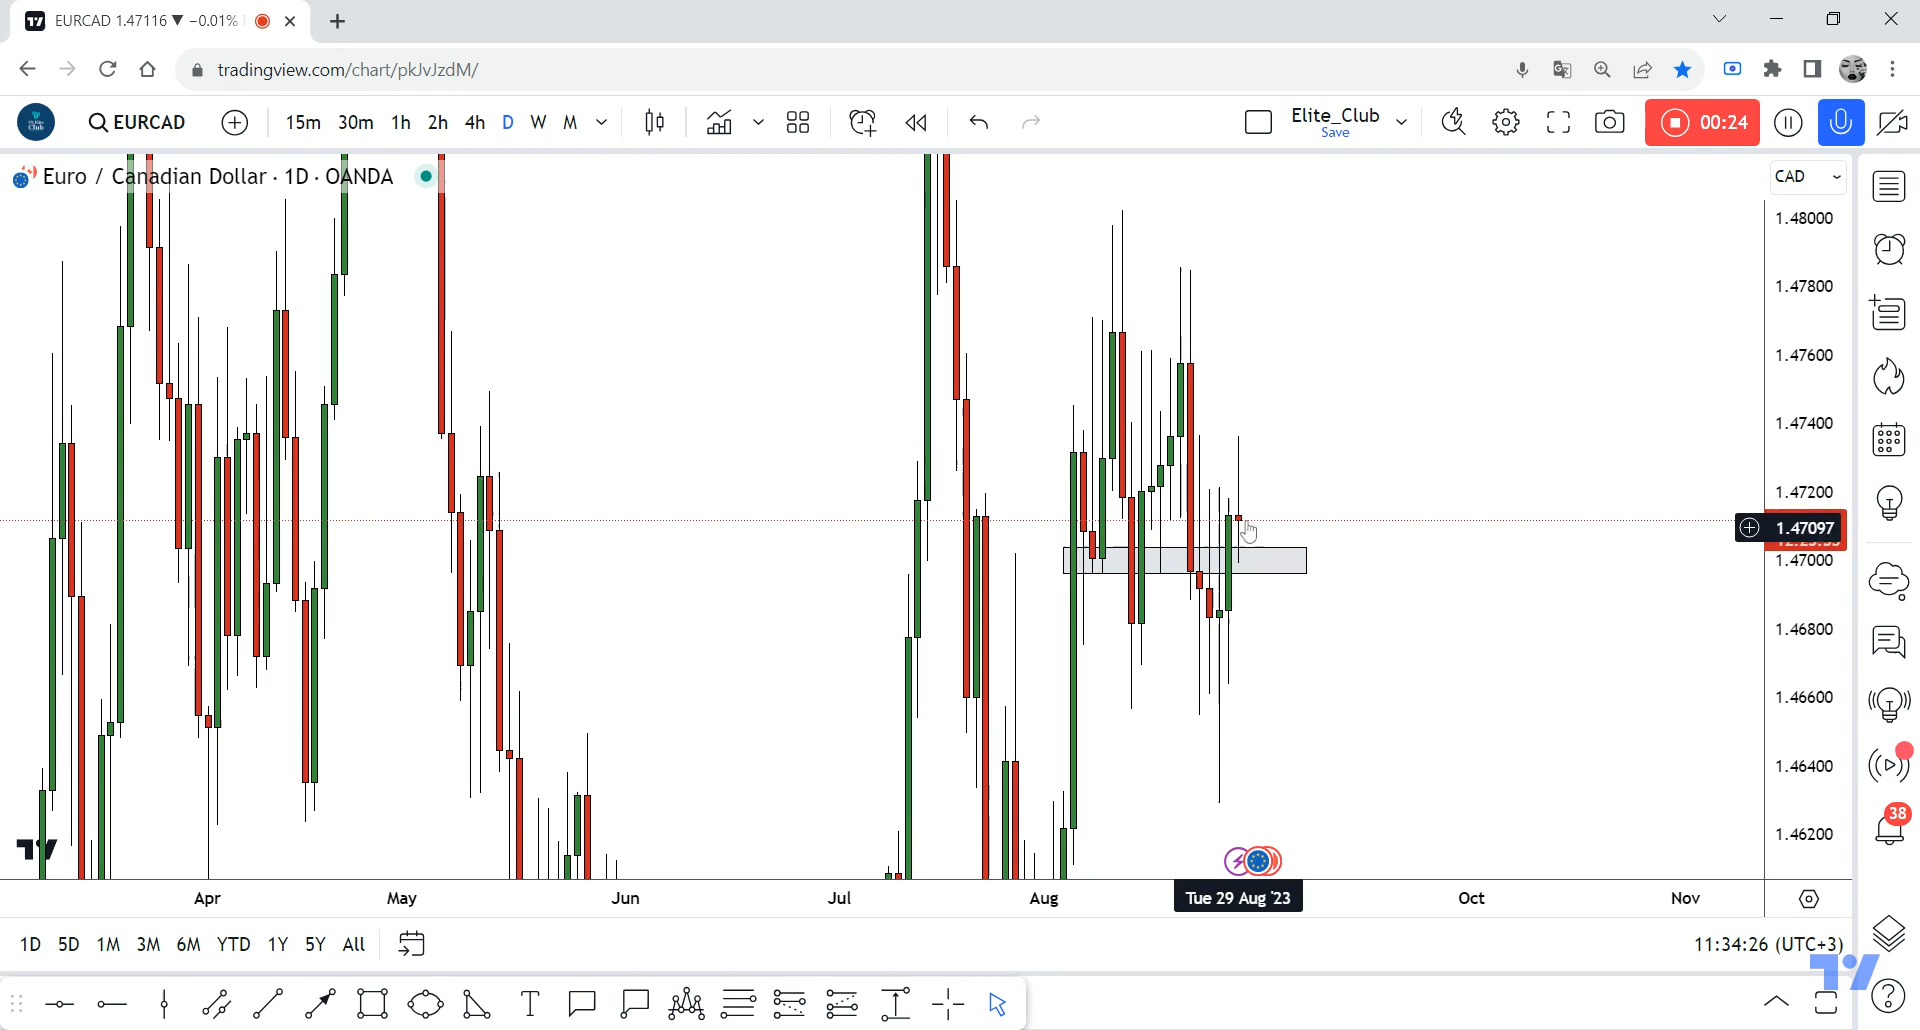 EURCAD 1.47116 ▼ −0.01%
tradingview.com/chart/pkJvJzdM/
EURCAD
15m 30m 1h 2h 4h D W M
Elite_Club
Save
00:24
Euro / Canadian Dollar · 1D · OANDA
CAD
1.48000
1.47800
1.47600
1.47400
1.47200
1.47097
1.47000
1.46800
1.46600
1.46400
1.46200
38
Apr May Jun Jul Aug Tue 29 Aug '23 Oct Nov
1D 5D 1M 3M 6M YTD 1Y 5Y All
11:34:26 (UTC+3)